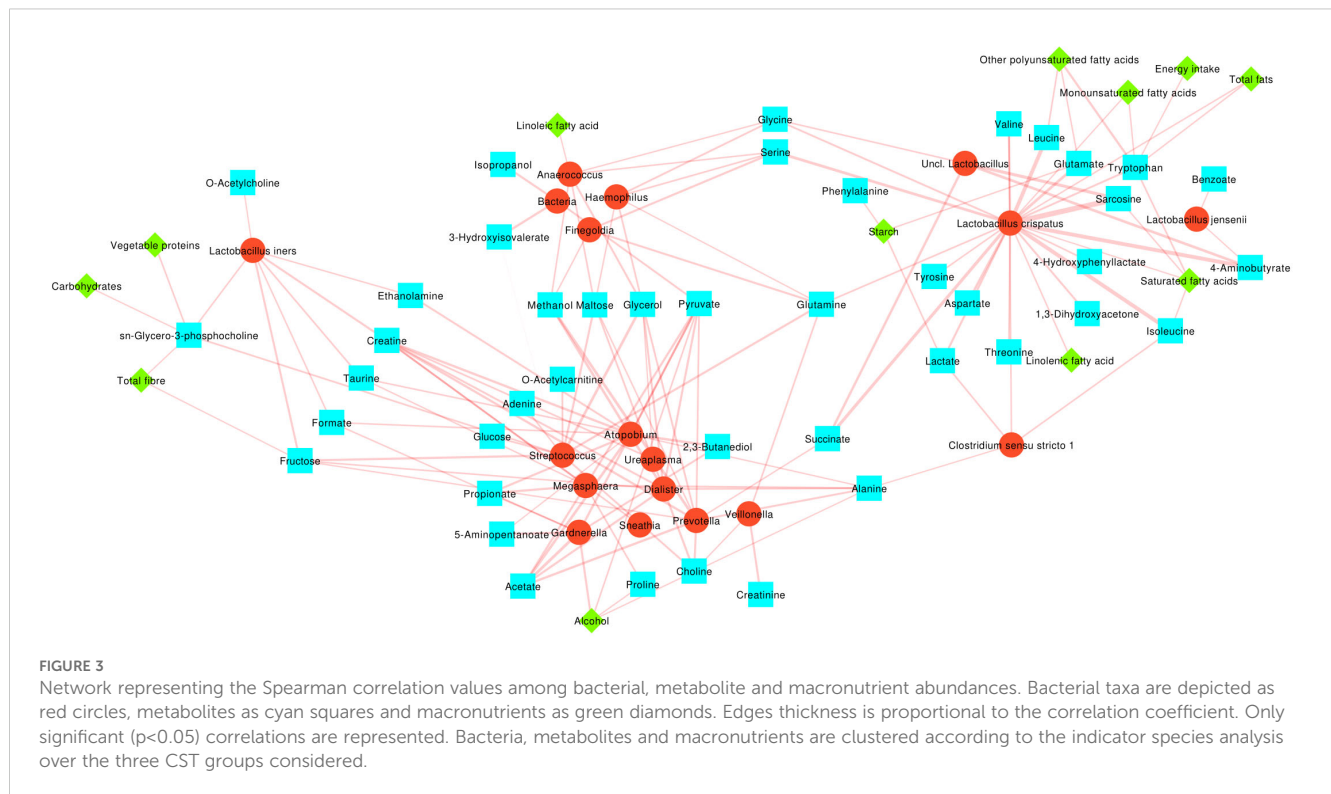 Other polyunsaturated fatty acids
Energy intake
Total fats
Monounsaturated fatty acids
Linoleic fatty acid
Glycine
Valine
Leucine
Isopropanol
Serine
Uncl. Lactobacillus
Glutamate
Tryptophan
Anaerococcus
Benzoate
O-Acetylcholine
Phenylalanine
Haemophilus
Bacteria
Sarcosine
Lactobacillus crispatus
Lactobacillus jensenii
Finegoldia
Starch
3-Hydroxyisovalerate
Vegetable proteins
Lactobacillus iners
4-Hydroxyphenyllactate
4-Aminobutyrate
Tyrosine
Saturated fatty acids
Carbohydrates
Ethanolamine
Methanol
Maltose
Glycerol
Pyruvate
Glutamine
Aspartate
1,3-Dihydroxyacetone
sn-Glycero-3-phosphocholine
Creatine
Isoleucine
Threonine
Lactate
Linolenic fatty acid
Total fibre
Taurine
O-Acetylcarnitine
Adenine
Formate
Glucose
Atopobium
2,3-Butanediol
Succinate
Clostridium sensu stricto 1
Fructose
Streptococcus
Ureaplasma
Megasphaera
Dialister
Alanine
Propionate
Veillonella
Prevotella
Sneathia
Gardnerella
5-Aminopentanoate
Choline
Acetate
Proline
Creatinine
Alcohol
FIGURE 3
Network representing the Spearman correlation values among bacterial, metabolite and macronutrient abundances. Bacterial taxa are depicted as
red circles, metabolites as cyan squares and macronutrients as green diamonds. Edges thickness is proportional to the correlation coefficient. Only
significant (p<0.05) correlations are represented. Bacteria, metabolites and macronutrients are clustered according to the indicator species analysis
over the three CST groups considered.